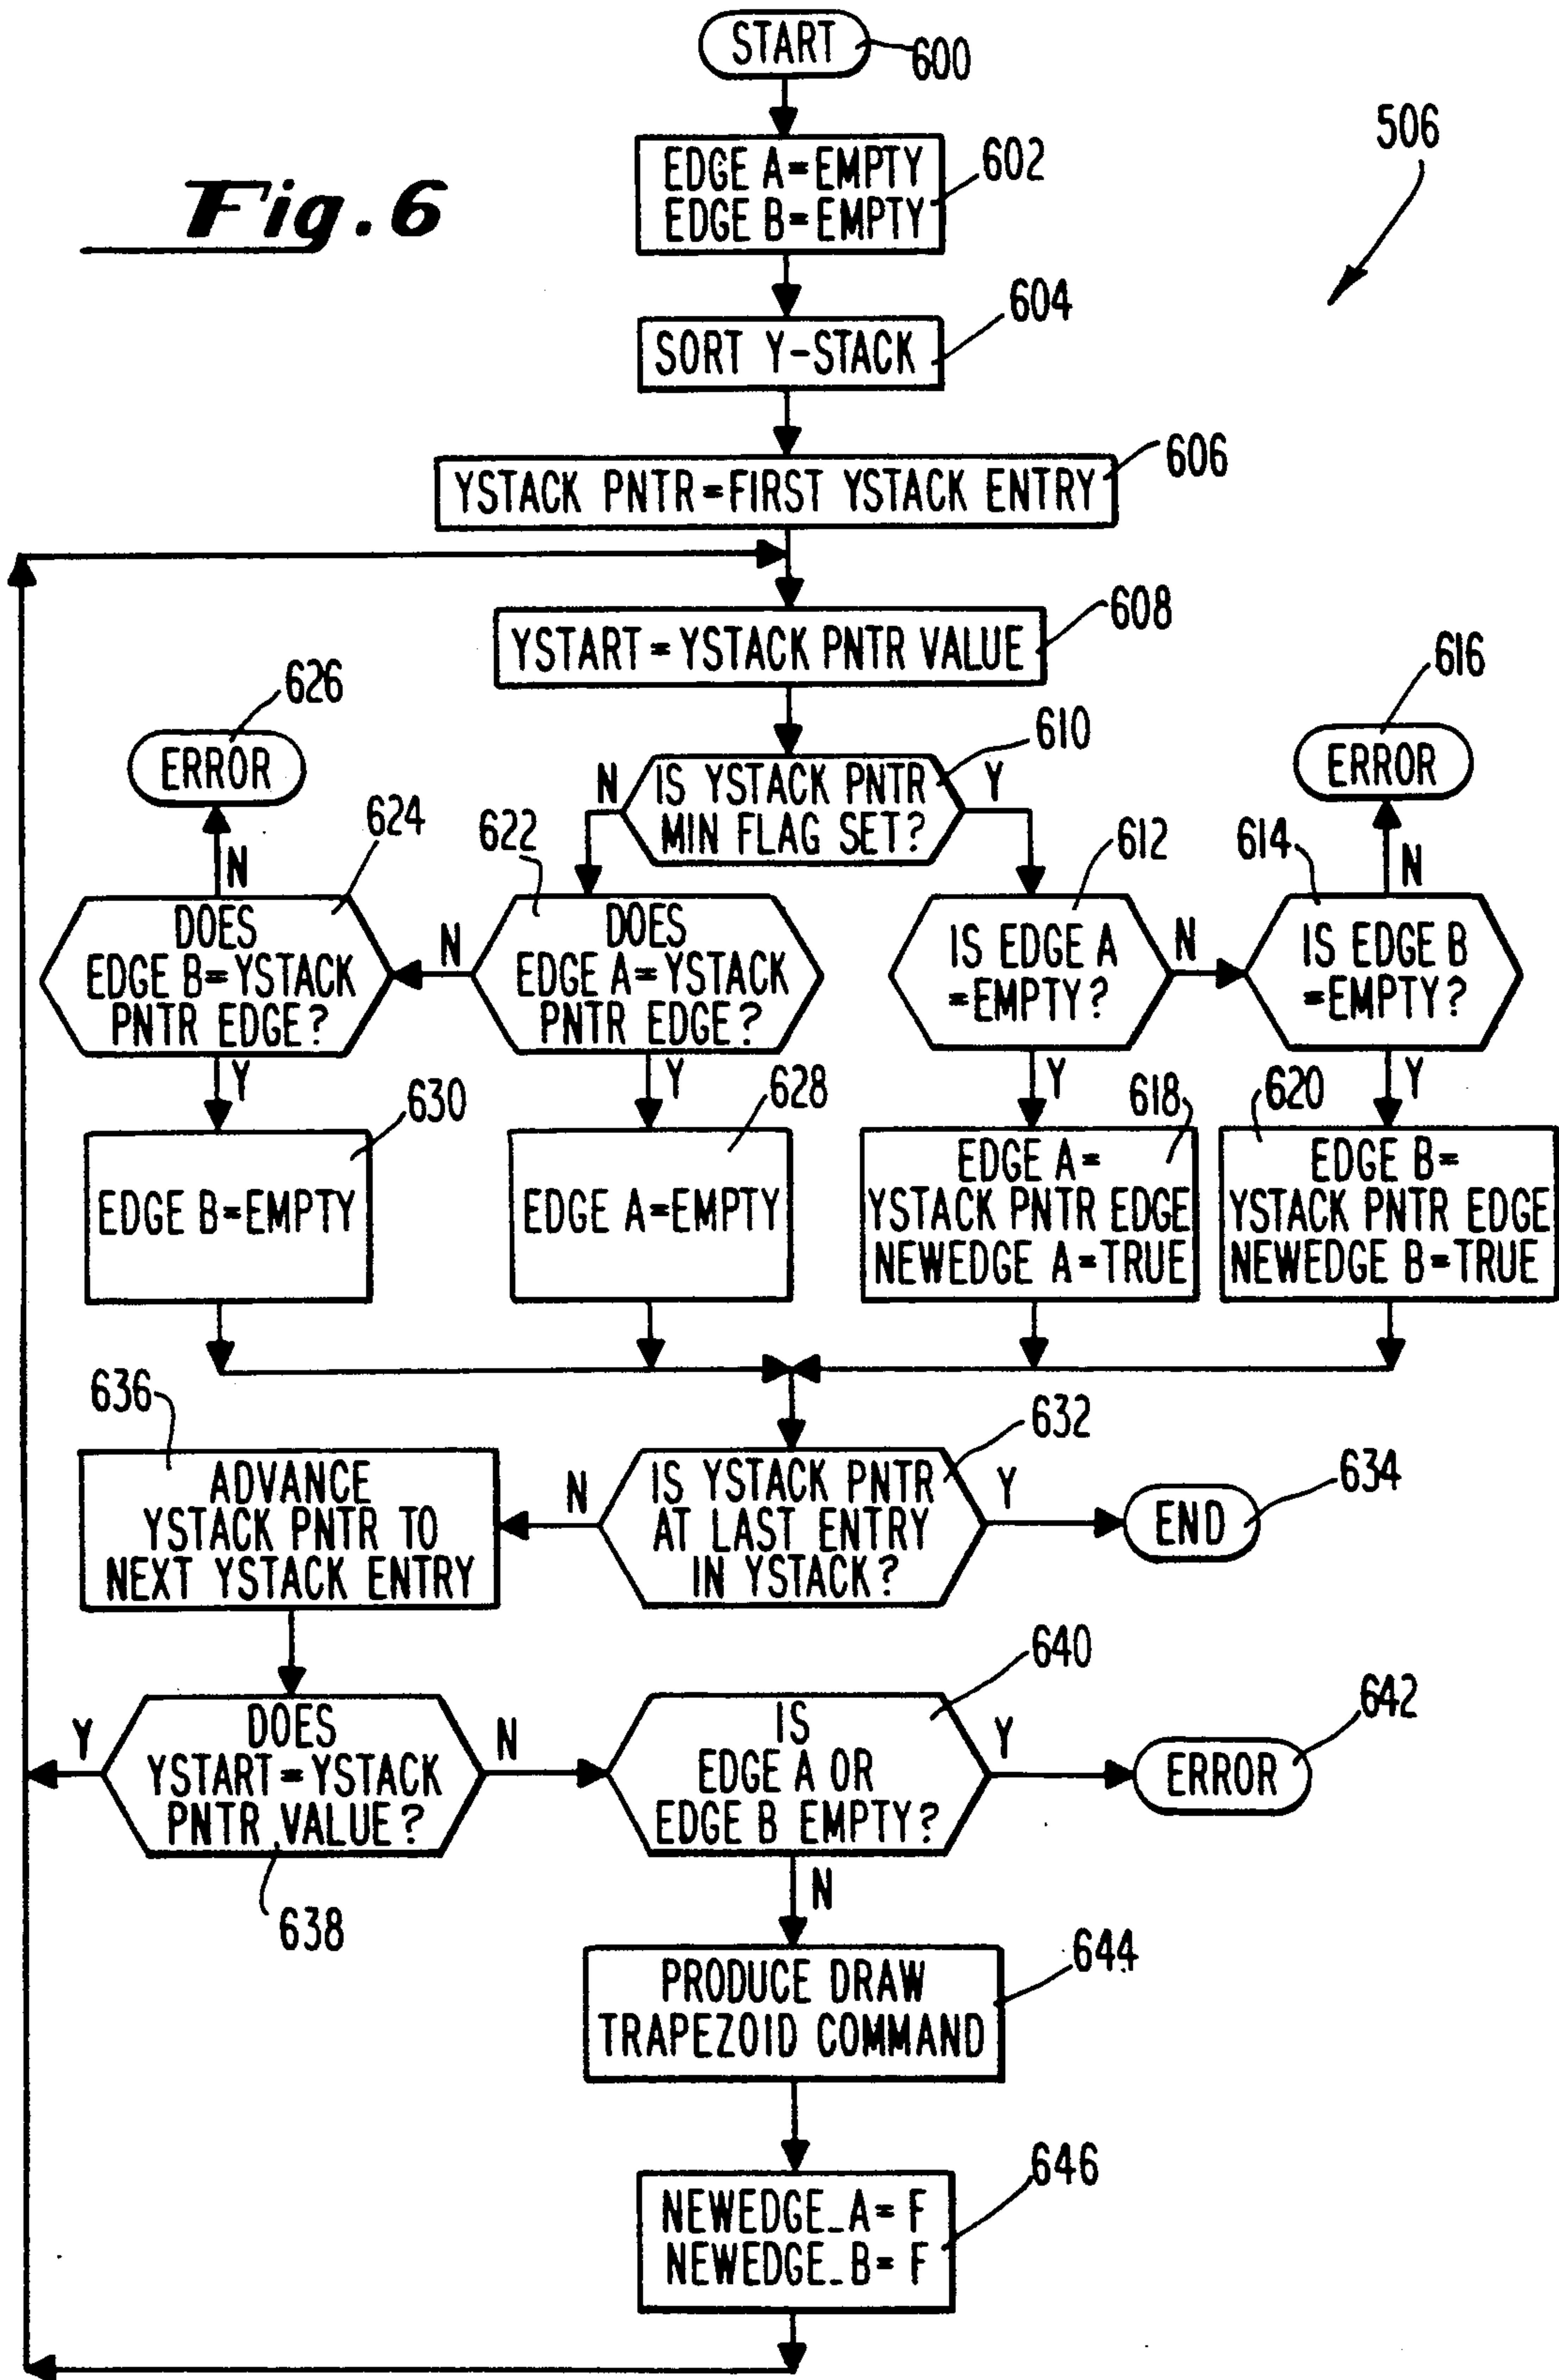 START
600
506
Fig. 6
EDGE A=EMPTY
EDGE B=EMPTY
602
SORT Y-STACK
604
YSTACK PNTR=FIRST YSTACK ENTRY
606
YSTART=YSTACK PNTR VALUE
608
626
ERROR
616
ERROR
610
N
IS YSTACK PNTR
MIN FLAG SET?
Y
624
622
612
614
N
N
DOES
EDGE B=YSTACK
PNTR EDGE?
N
DOES
EDGE A=YSTACK
PNTR EDGE?
IS EDGE A
=EMPTY?
N
IS EDGE B
=EMPTY?
Y
Y
Y
Y
630
628
618
620
EDGE B=EMPTY
EDGE A=EMPTY
EDGE A=
YSTACK PNTR EDGE
NEWEDGE A=TRUE
EDGE B=
YSTACK PNTR EDGE
NEWEDGE B=TRUE
636
632
ADVANCE
YSTACK PNTR TO
NEXT YSTACK ENTRY
N
IS YSTACK PNTR
AT LAST ENTRY
IN YSTACK?
Y
END
634
640
642
Y
DOES
YSTART=YSTACK
PNTR VALUE?
N
IS
EDGE A OR
EDGE B EMPTY?
Y
ERROR
638
N
PRODUCE DRAW
TRAPEZOID COMMAND
644
NEWEDGE_A= F
NEWEDGE_B= F
646